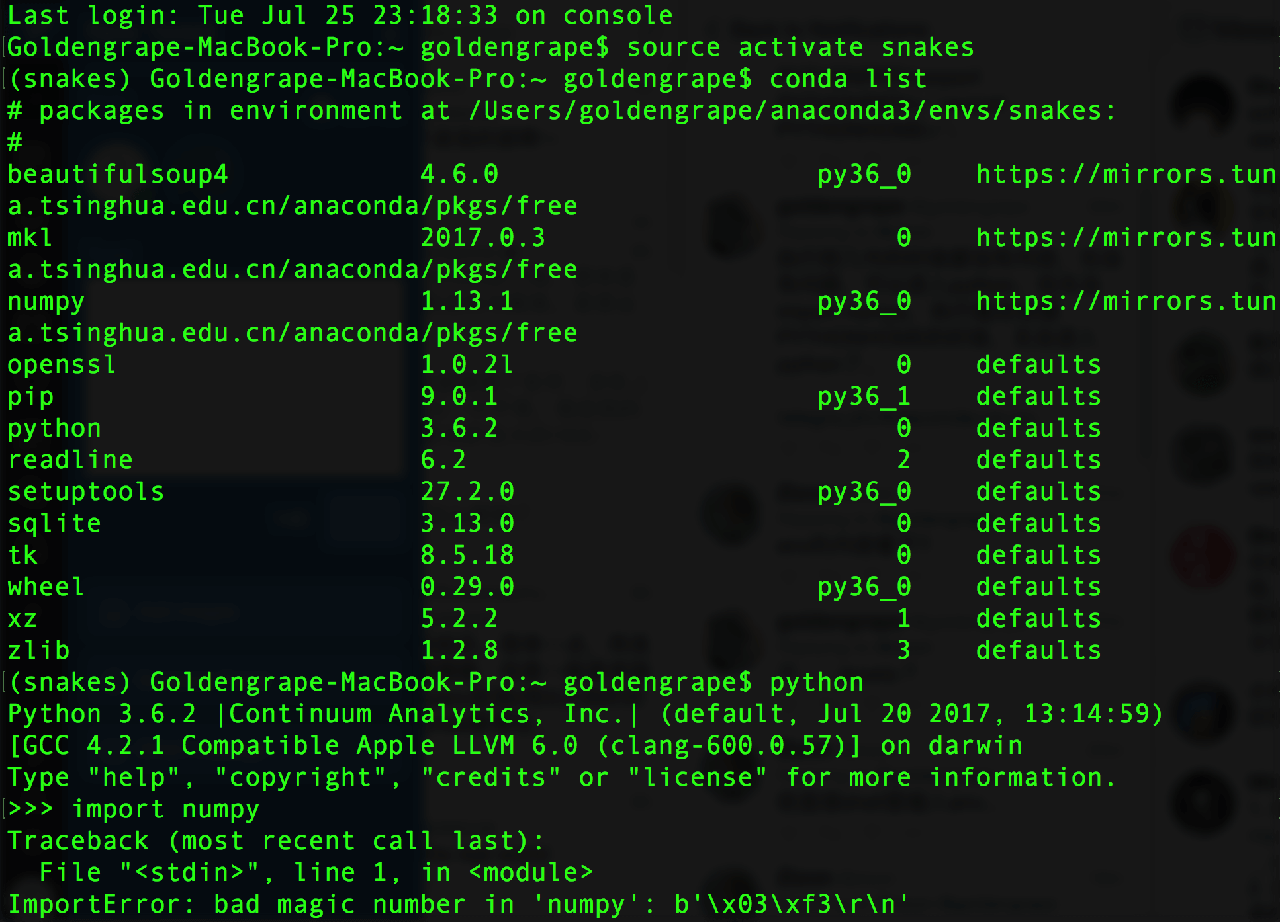 Last login: Tue Jul 25 23:18:33 on console
[Goldengrape-MacBook-Pro:~ goldengrape$ source activate snakes
[(snakes) Goldengrape-MacBook-Pro:~ goldengrape$ conda list
# packages in environment at /Users/goldengrape/anaconda3/envs/snakes:
#
beautifulsoup4 4.6.0 py36_0 https://mirrors.tun
a.tsinghua.edu.cn/anaconda/pkgs/free
mkl 2017.0.3 0 https://mirrors.tun
a.tsinghua.edu.cn/anaconda/pkgs/free
numpy 1.13.1 py36_0 https://mirrors.tun
a.tsinghua.edu.cn/anaconda/pkgs/free
openssl 1.0.2l 0 defaults
pip 9.0.1 py36_1 defaults
python 3.6.2 0 defaults
readline 6.2 2 defaults
setuptools 27.2.0 py36_0 defaults
sqlite 3.13.0 0 defaults
tk 8.5.18 0 defaults
wheel 0.29.0 py36_0 defaults
xz 5.2.2 1 defaults
zlib 1.2.8 3 defaults
[(snakes) Goldengrape-MacBook-Pro:~ goldengrape$ python
Python 3.6.2 |Continuum Analytics, Inc.| (default, Jul 20 2017, 13:14:59)
[GCC 4.2.1 Compatible Apple LLVM 6.0 (clang-600.0.57)] on darwin
Type "help", "copyright", "credits" or "license" for more information.
[>>> import numpy
Traceback (most recent call last):
  File "<stdin>", line 1, in <module>
ImportError: bad magic number in 'numpy': b'\x03\xf3\r\n'